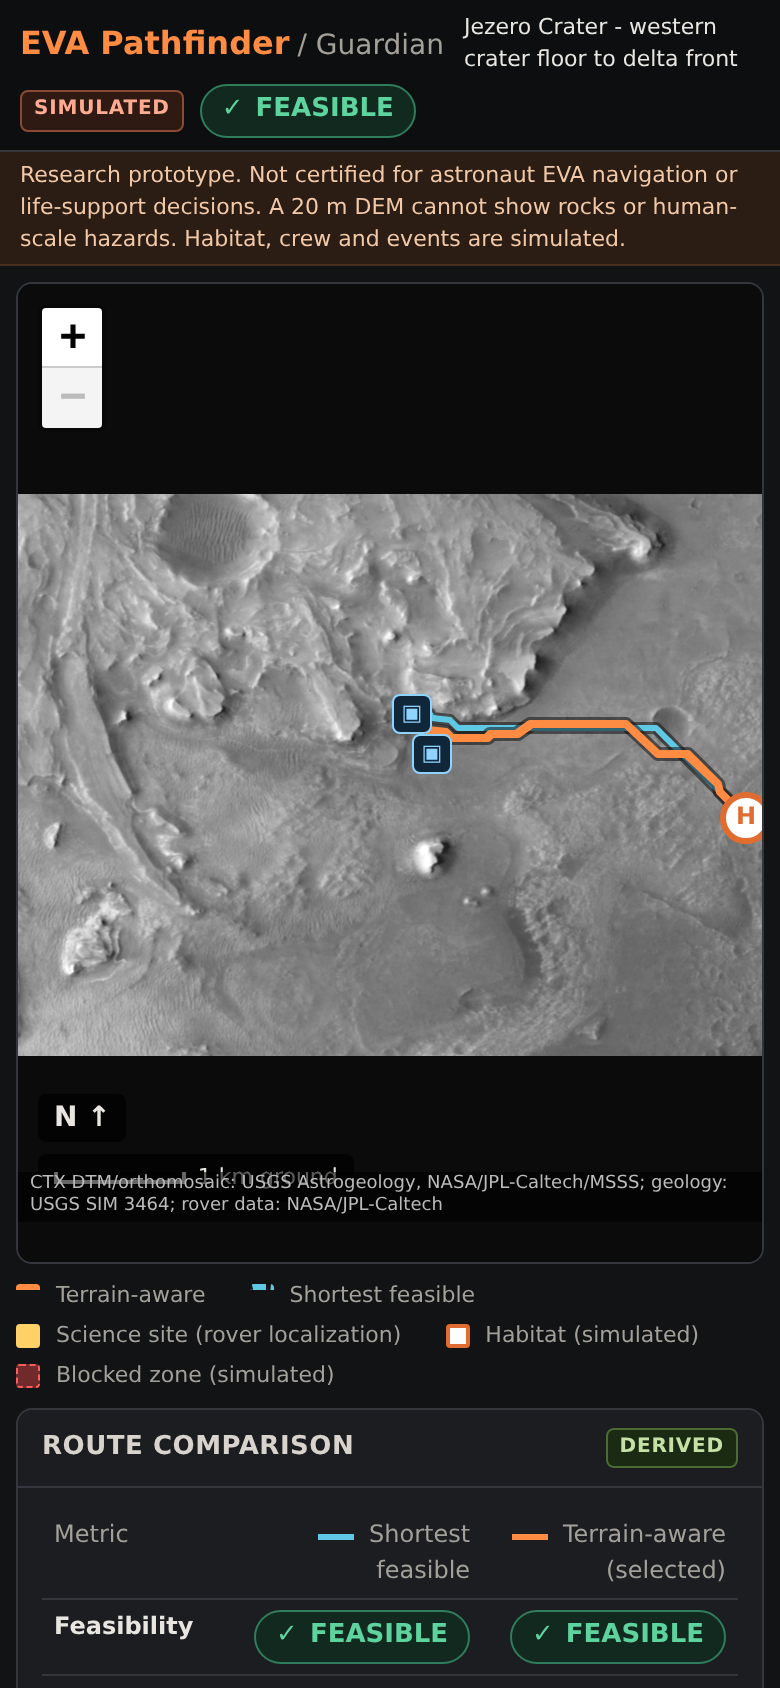 EVA Pathfinder / Guardian
Jezero Crater - western
crater floor to delta front
SIMULATED
✓ FEASIBLE
Research prototype. Not certified for astronaut EVA navigation or
life-support decisions. A 20 m DEM cannot show rocks or human-
scale hazards. Habitat, crew and events are simulated.
+
−
H
N ↑
1 km ground
CTX DTM/orthomosaic: USGS Astrogeology, NASA/JPL-Caltech/MSSS; geology:
USGS SIM 3464; rover data: NASA/JPL-Caltech
Terrain-aware
Shortest feasible
Science site (rover localization)
Habitat (simulated)
Blocked zone (simulated)
ROUTE COMPARISON
DERIVED
Metric
Shortest
feasible
Terrain-aware
(selected)
Feasibility
✓ FEASIBLE
✓ FEASIBLE